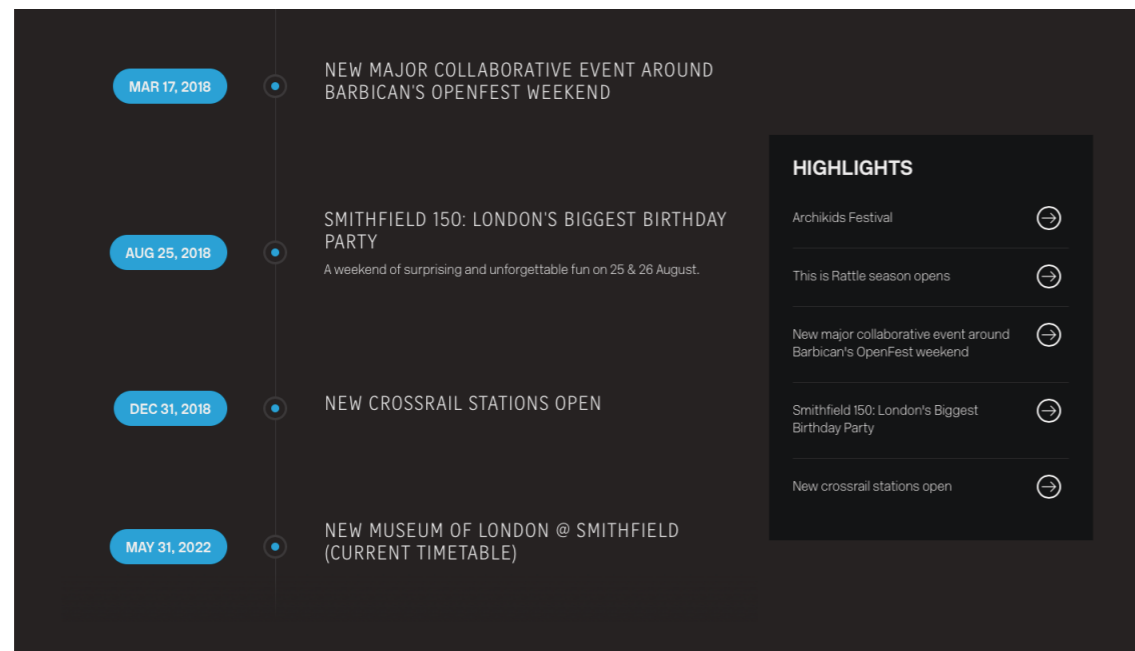 MAR 17, 2018
NEW MAJOR COLLABORATIVE EVENT AROUND
BARBICAN'S OPENFEST WEEKEND
AUG 25, 2018
SMITHFIELD 150: LONDON'S BIGGEST BIRTHDAY
PARTY
A weekend of surprising and unforgettable fun on 25 & 26 August.
DEC 31, 2018
NEW CROSSRAIL STATIONS OPEN
MAY 31, 2022
NEW MUSEUM OF LONDON @ SMITHFIELD
(CURRENT TIMETABLE)
HIGHLIGHTS
Archikids Festival
This is Rattle season opens
New major collaborative event around
Barbican's OpenFest weekend
Smithfield 150: London's Biggest
Birthday Party
New crossrail stations open